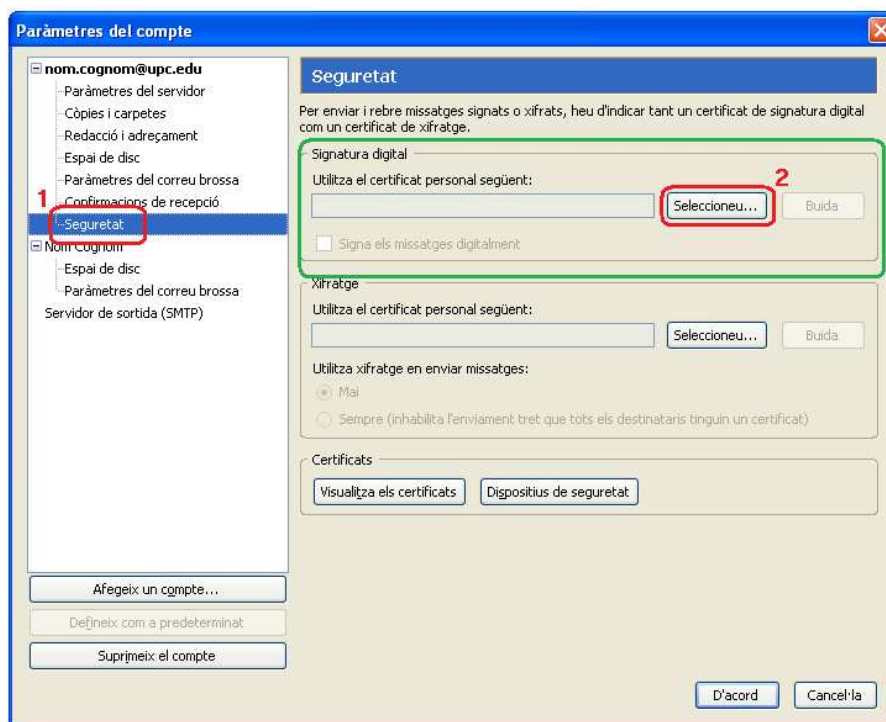 Paràmetres del compte
nom.cognom@upc.edu
Paràmetres del servidor
Còpies i carpetes
Redacció i adreçament
Espai de disc
Paràmetres del correu brossa
1
Confirmacions de recepció
Seguretat
Nom Cognom
Espai de disc
Paràmetres del correu brossa
Servidor de sortida (SMTP)
Afegeix un compte...
Defineix com a predeterminat
Suprimeix el compte
Seguretat
Per enviar i rebre missatges signats o xifrats, heu d'indicar tant un certificat de signatura digital
com un certificat de xifratge.
Signatura digital
Utilitza el certificat personal següent:
2
Seleccioneu... Buida
Signa els missatges digitalment
Xifratge
Utilitza el certificat personal següent:
Seleccioneu... Buida
Utilitza xifratge en enviar missatges:
Mai
Sempre (inhabilita l'enviament tret que tots els destinataris tinguin un certificat)
Certificats
Visualitza els certificats Dispositius de seguretat
D'acord Cancel·la